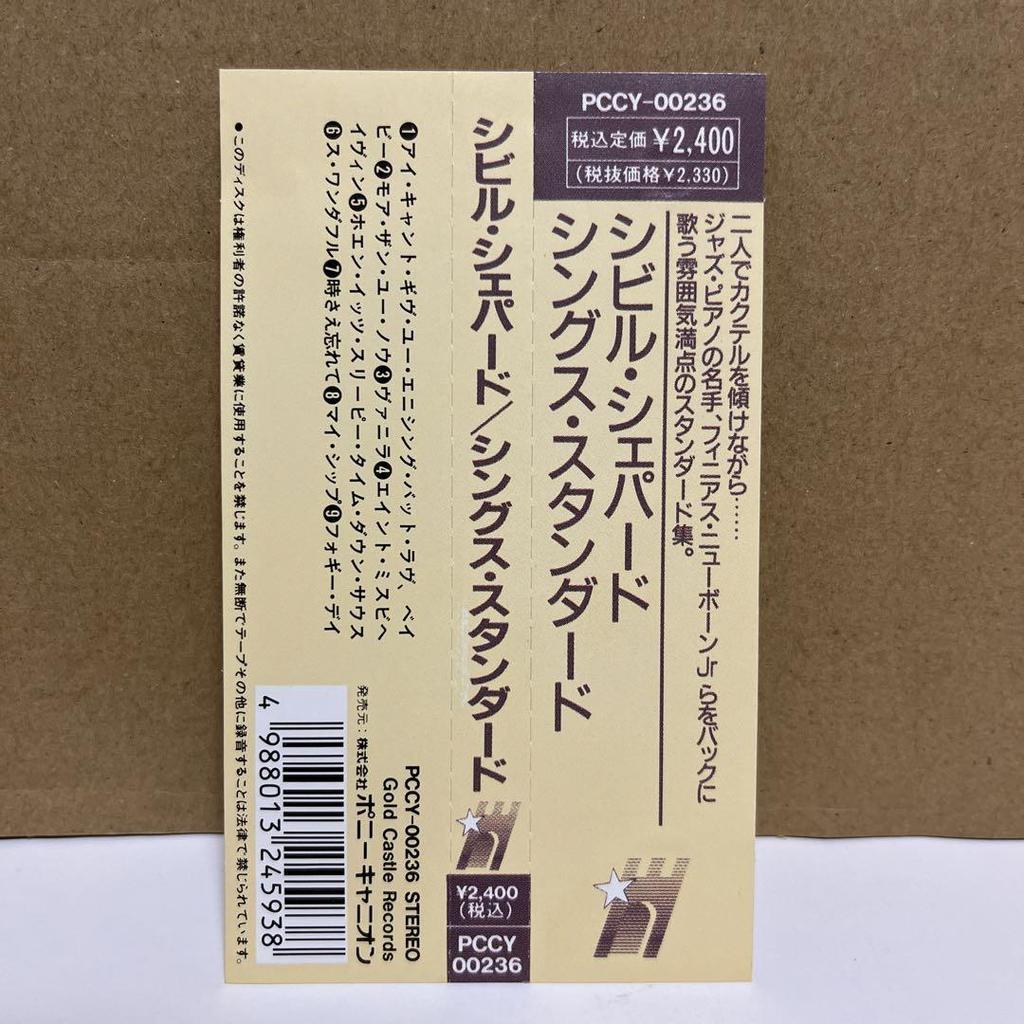 PCCY-00236
税込定価 ¥2,400
(税抜価格¥2,330)
二人でカクテルを傾けながら……
ジャズ・ピアノの名手、フィニアス・ニューボーンJrらをバックに
歌う雰囲気満点のスタンダード集。
シビル・シェパード
シングス・スタンダード
シビル・シェパード/シングス・スタンダード
¥2,400
(税込)
PCCY
00236
❶アイ・キャント・ギヴ・ユー・エニシング・バット・ラヴ、ベイ
ビー❷モア・ザン・ユー・ノウ❸ヴァニラ❹エイント・ミスビヘ
イヴィン❺ホエン・イッツ・スリーピー・タイム・ダウン・サウス
❻ス・ワンダフル❼時さえ忘れて❽マイ・シップ❾フォギー・デイ
PCCY-00236 STEREO
Gold Castle Records
発売元:株式会社ポニーキャニオン
4 988013 245938
●このディスクは権利者の許諾なく賃貸業に使用することを禁じます。また無断でテープその他に録音することは法律で禁じられています。